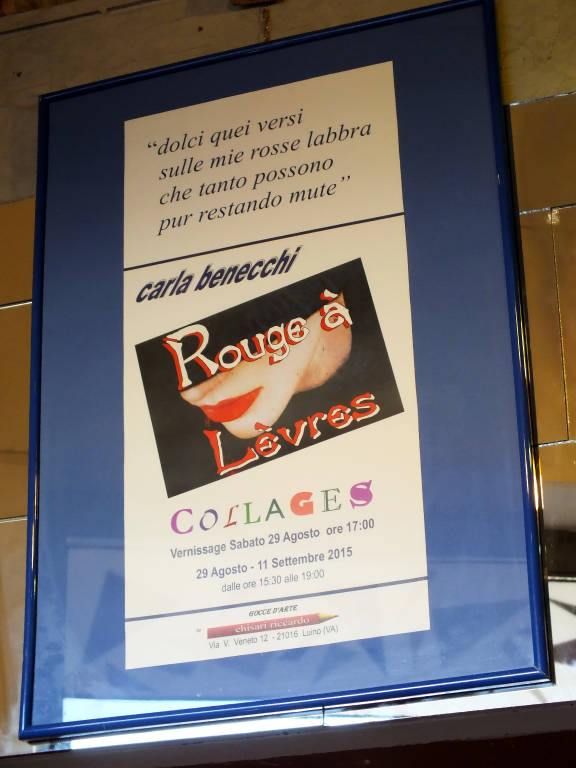 “dolci quei versi
sulle mie rosse labbra
che tanto possono
pur restando mute”
carla benecchi
Rouge à
Lèvres
COLLAGES
Vernissage Sabato 29 Agosto ore 17:00
29 Agosto - 11 Settembre 2015
dalle ore 15:30 alle 19:00
GOCCE D'ARTE
chisari riccardo
Via V. Veneto 12 - 21016 Luino (VA)